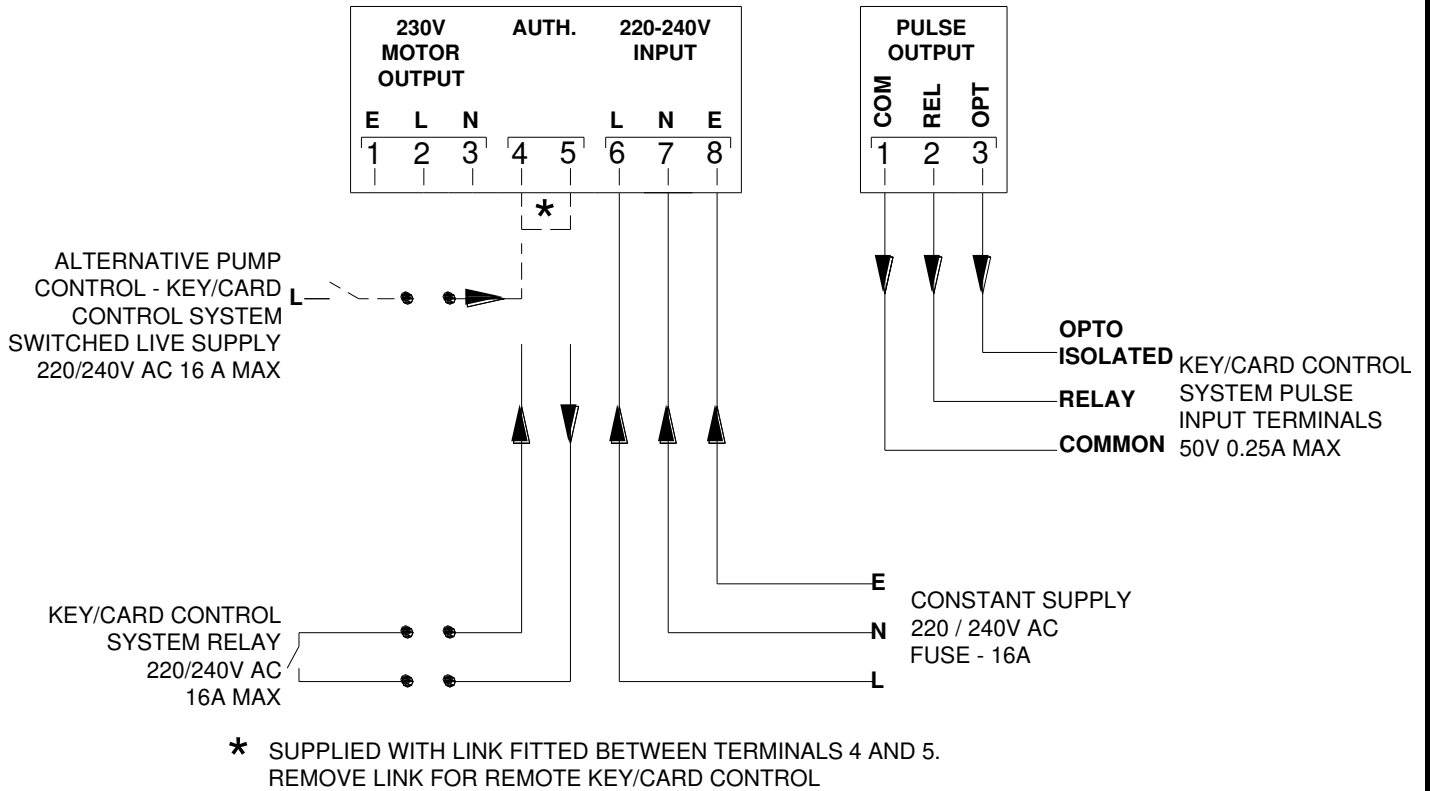 230V
MOTOR
OUTPUT
AUTH.
220-240V
INPUT
E L N
L N E
1 2 3 4 5 6 7 8
PULSE
OUTPUT
COM
REL
OPT
1 2 3
*
ALTERNATIVE PUMP
CONTROL - KEY/CARD
CONTROL SYSTEM
SWITCHED LIVE SUPPLY
220/240V AC 16 A MAX
L
OPTO
ISOLATED
RELAY
COMMON
KEY/CARD CONTROL
SYSTEM PULSE
INPUT TERMINALS
50V 0.25A MAX
KEY/CARD CONTROL
SYSTEM RELAY
220/240V AC
16A MAX
E
N
L
CONSTANT SUPPLY
220 / 240V AC
FUSE - 16A
* SUPPLIED WITH LINK FITTED BETWEEN TERMINALS 4 AND 5.
REMOVE LINK FOR REMOTE KEY/CARD CONTROL